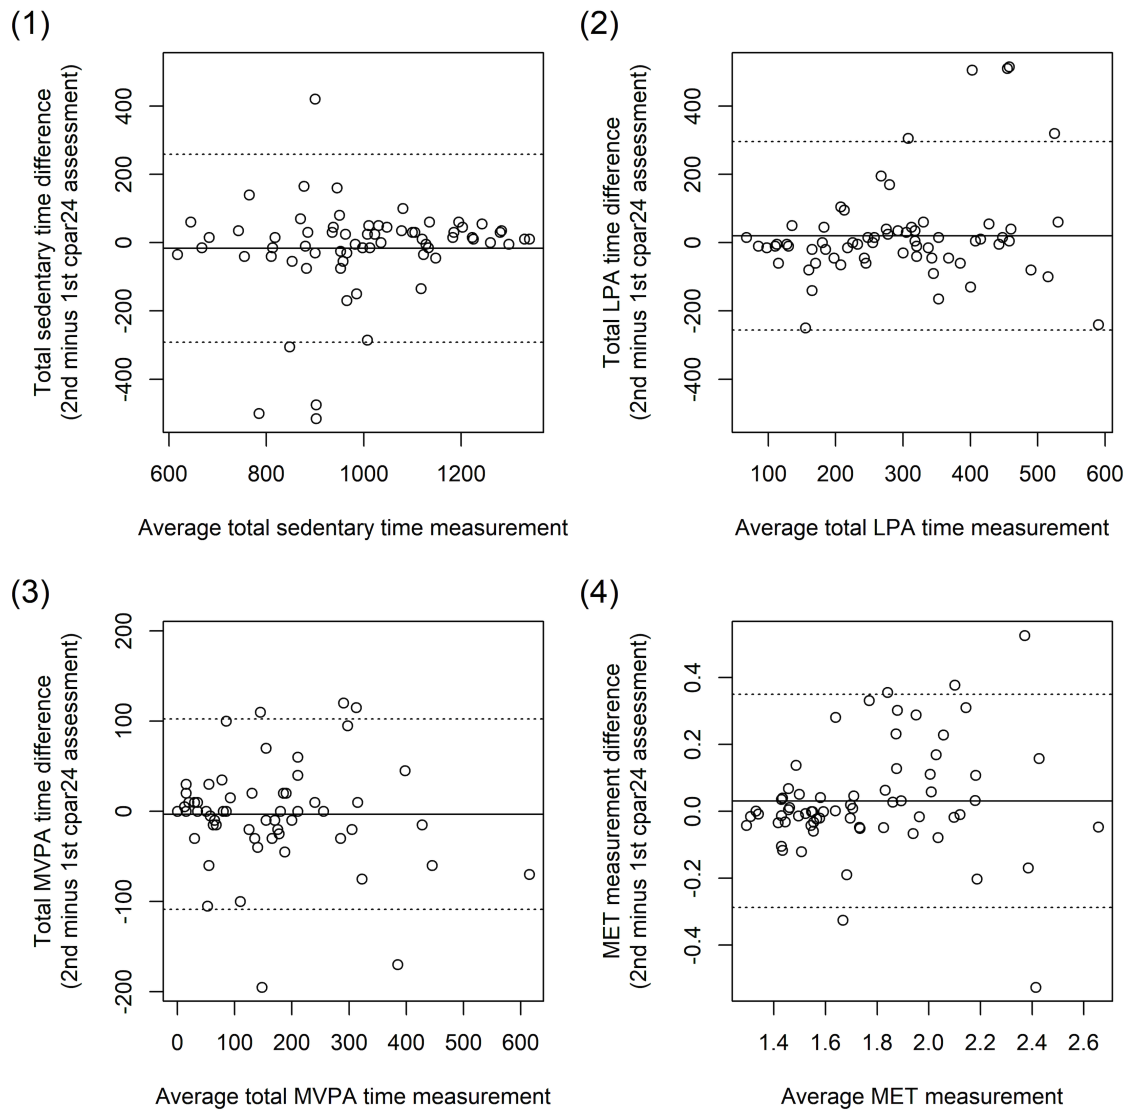 (1)
Total sedentary time difference
(2nd minus 1st cpar24 assessment)
400
200
0
-200
-400
600 800 1000 1200
Average total sedentary time measurement
(2)
Total LPA time difference
(2nd minus 1st cpar24 assessment)
400
200
0
-200
-400
100 200 300 400 500 600
Average total LPA time measurement
(3)
Total MVPA time difference
(2nd minus 1st cpar24 assessment)
200
100
0
-100
-200
0 100 200 300 400 500 600
Average total MVPA time measurement
(4)
MET measurement difference
(2nd minus 1st cpar24 assessment)
0.4
0.2
0.0
-0.2
-0.4
1.4 1.6 1.8 2.0 2.2 2.4 2.6
Average MET measurement